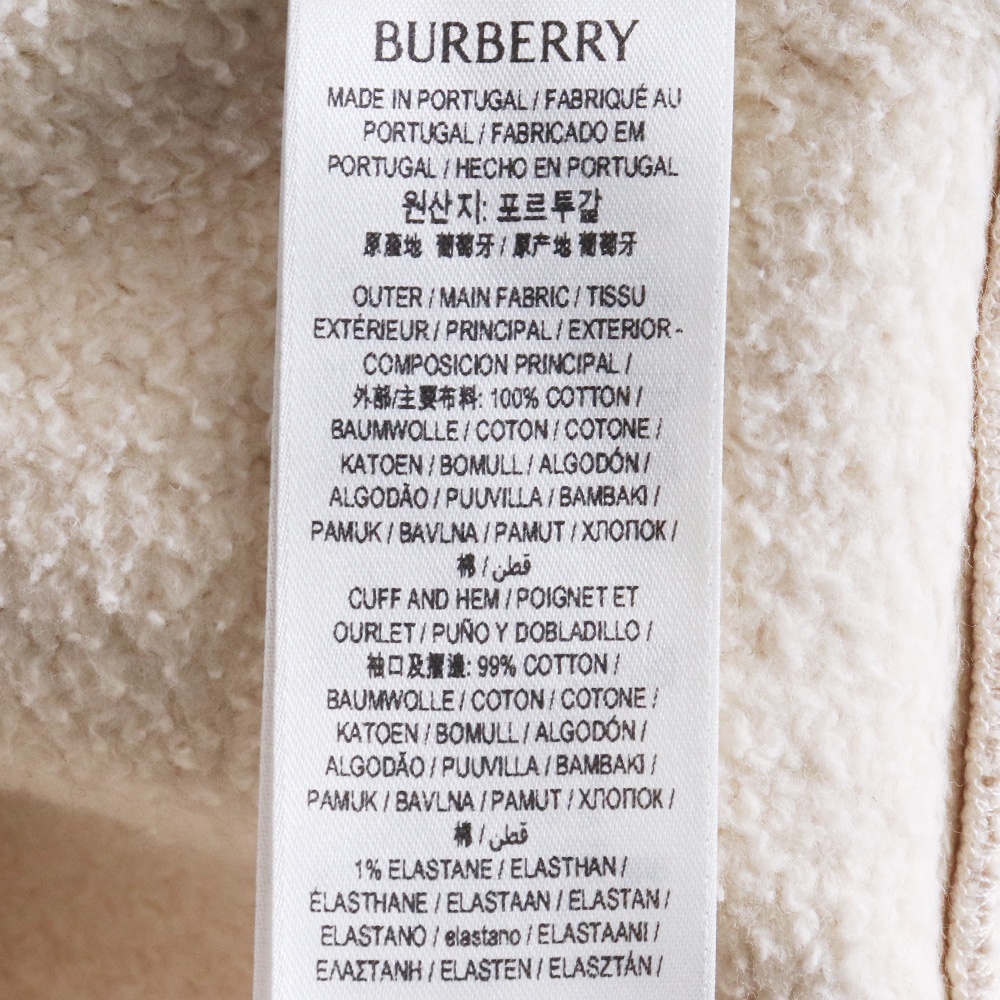 BURBERRY
MADE IN PORTUGAL / FABRIQUÉ AU
PORTUGAL / FABRICADO EM
PORTUGAL / HECHO EN PORTUGAL
원산지: 포르투갈
原產地 葡萄牙 / 原产地 葡萄牙
OUTER / MAIN FABRIC / TISSU
EXTÉRIEUR / PRINCIPAL / EXTERIOR -
COMPOSICION PRINCIPAL /
外部/主要布料: 100% COTTON /
BAUMWOLLE / COTON / COTONE /
KATOEN / BOMULL / ALGODÓN /
ALGODÃO / PUUVILLA / BAMBAKI /
PAMUK / BAVLNA / PAMUT / ХЛОПОК /
棉 / قطن
CUFF AND HEM / POIGNET ET
OURLET / PUÑO Y DOBLADILLO /
袖口及摺邊: 99% COTTON /
BAUMWOLLE / COTON / COTONE /
KATOEN / BOMULL / ALGODÓN /
ALGODÃO / PUUVILLA / BAMBAKI /
PAMUK / BAVLNA / PAMUT / ХЛОПОК /
棉 / قطن
1% ELASTANE / ELASTHAN /
ÉLASTHANE / ELASTAAN / ELASTAN /
ELASTANO / elastano / ELASTAANI /
ΕΛΑΣΤΑΝΗ / ELASTEN / ELASZTÁN /